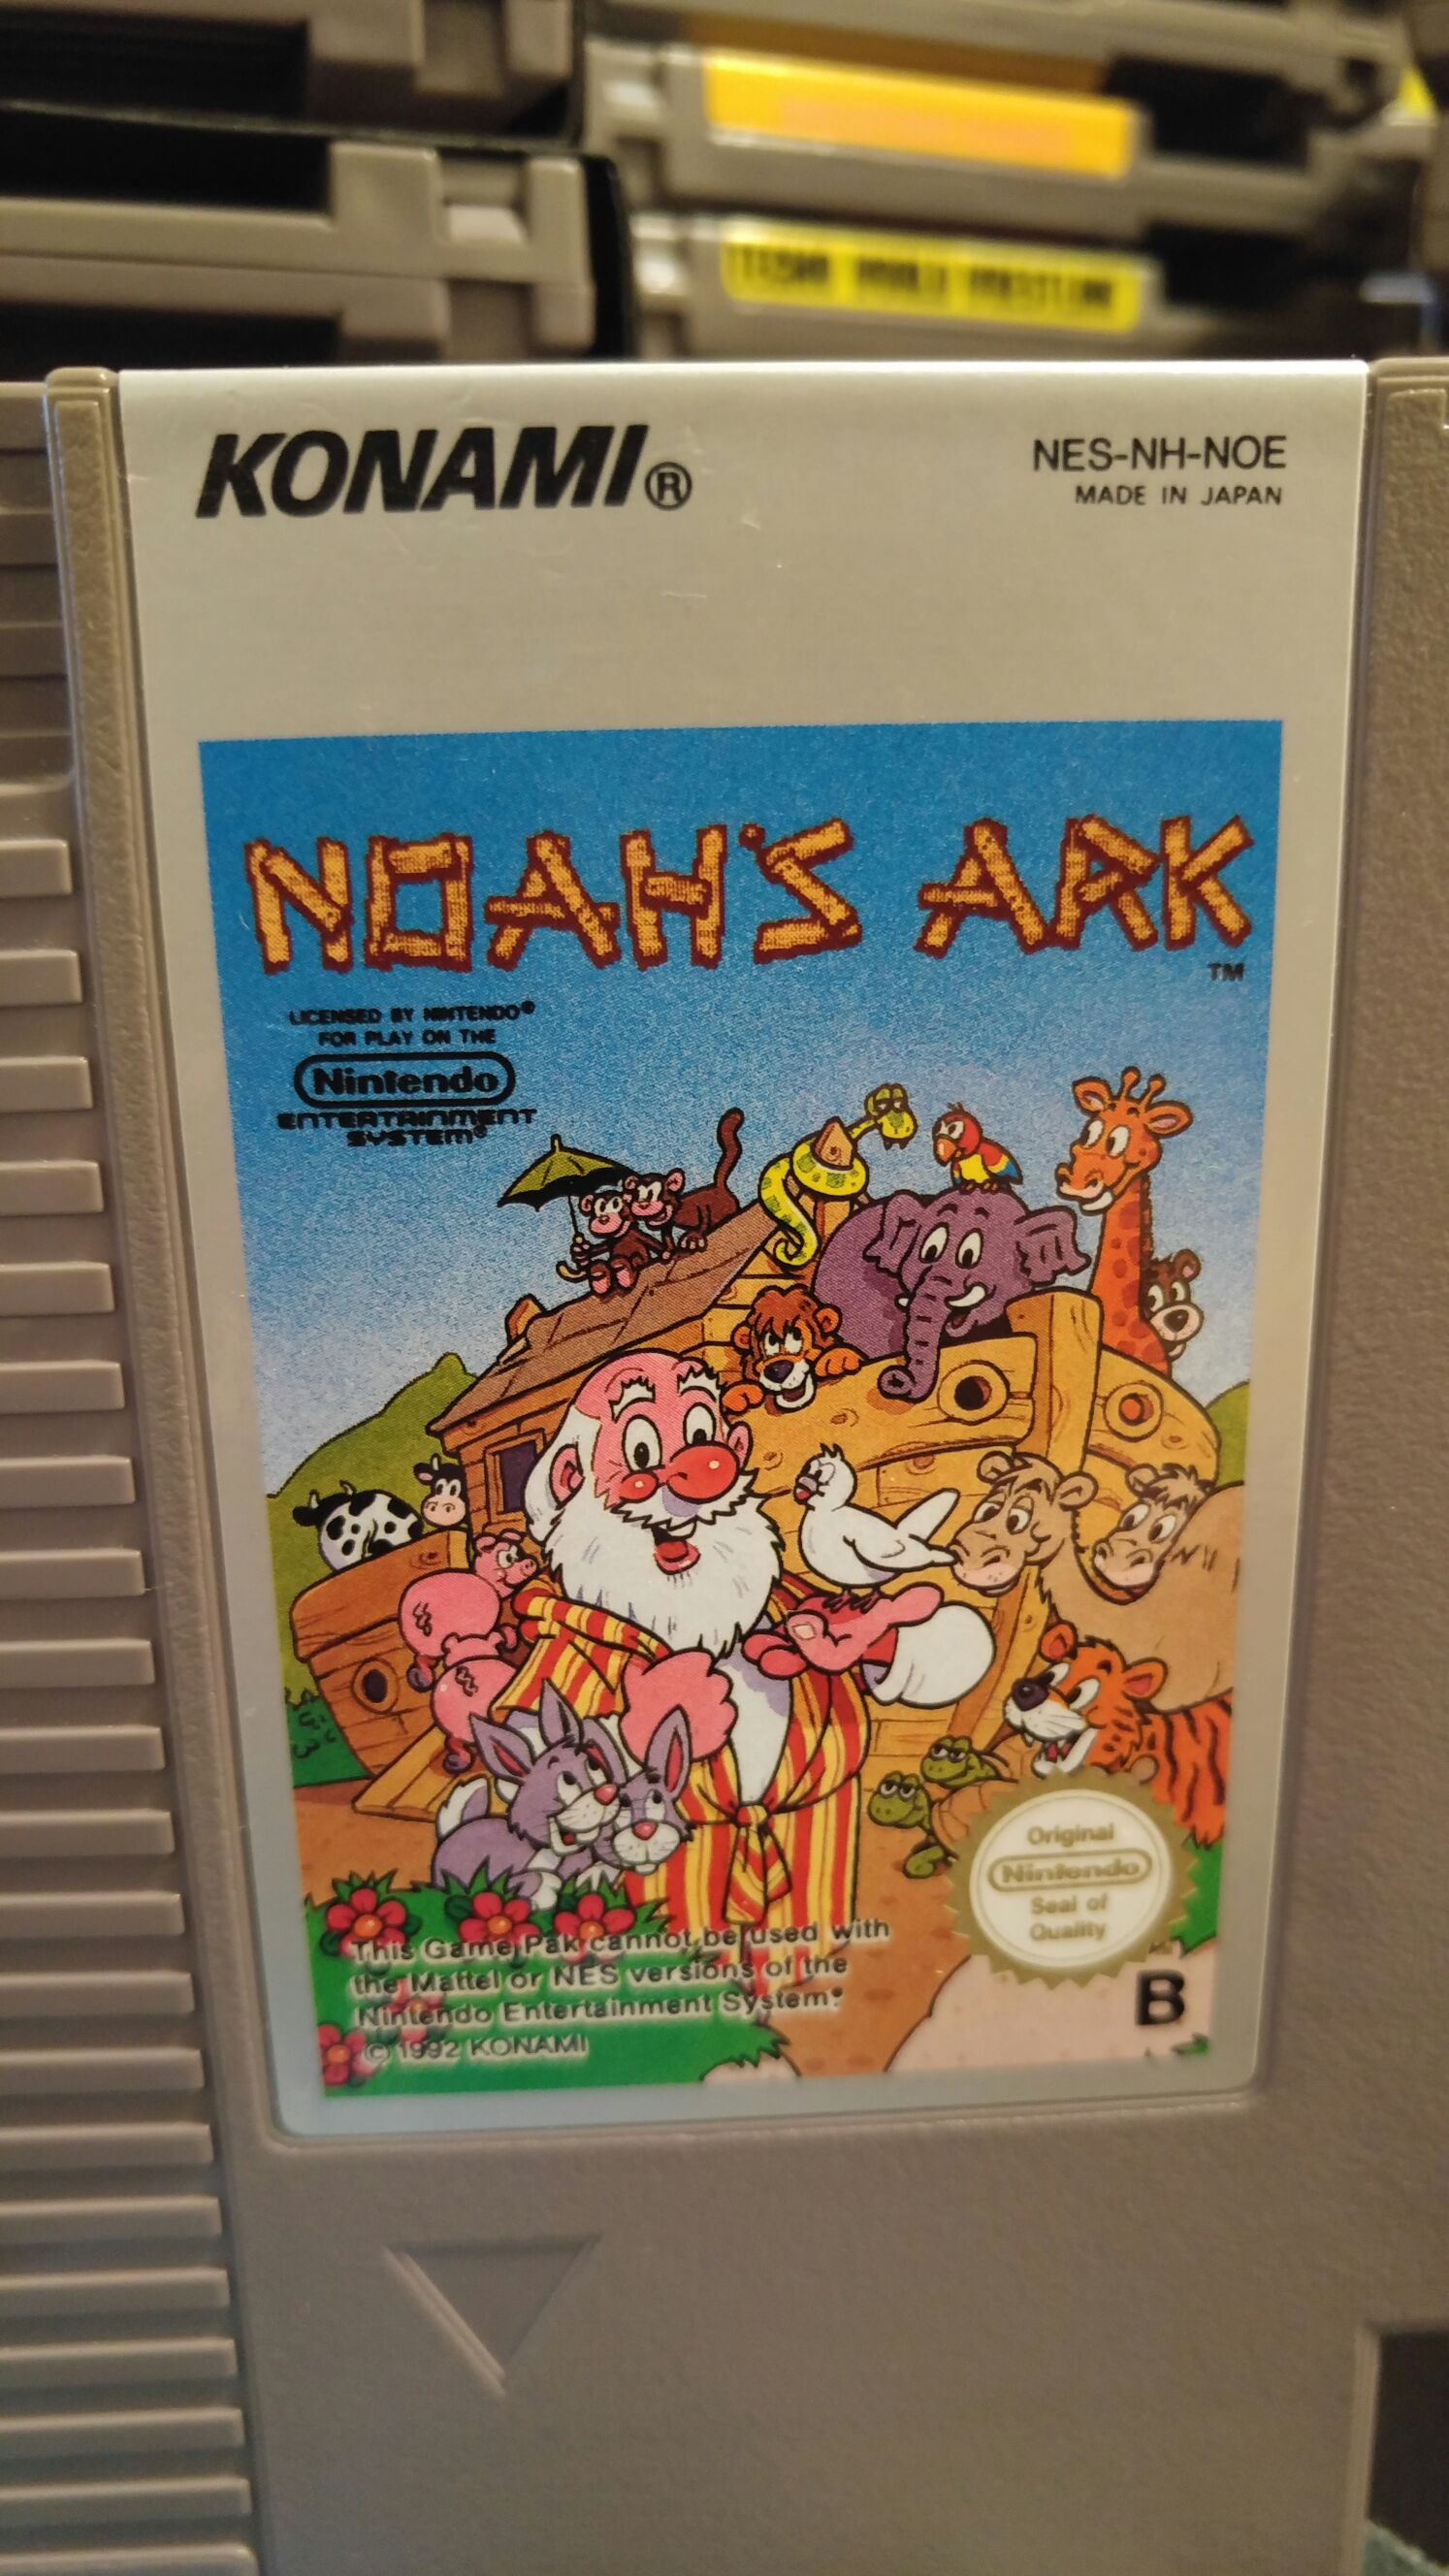 KONAMI®
NES-NH-NOE
MADE IN JAPAN
NOAH'S ARK
TM
LICENSED BY NINTENDO®
FOR PLAY ON THE
Nintendo
ENTERTAINMENT
SYSTEM®
Original
Nintendo
Seal of
Quality
This Game Pak cannot be used with
the Mattel or NES versions of the
Nintendo Entertainment System®.
© 1992 KONAMI
B